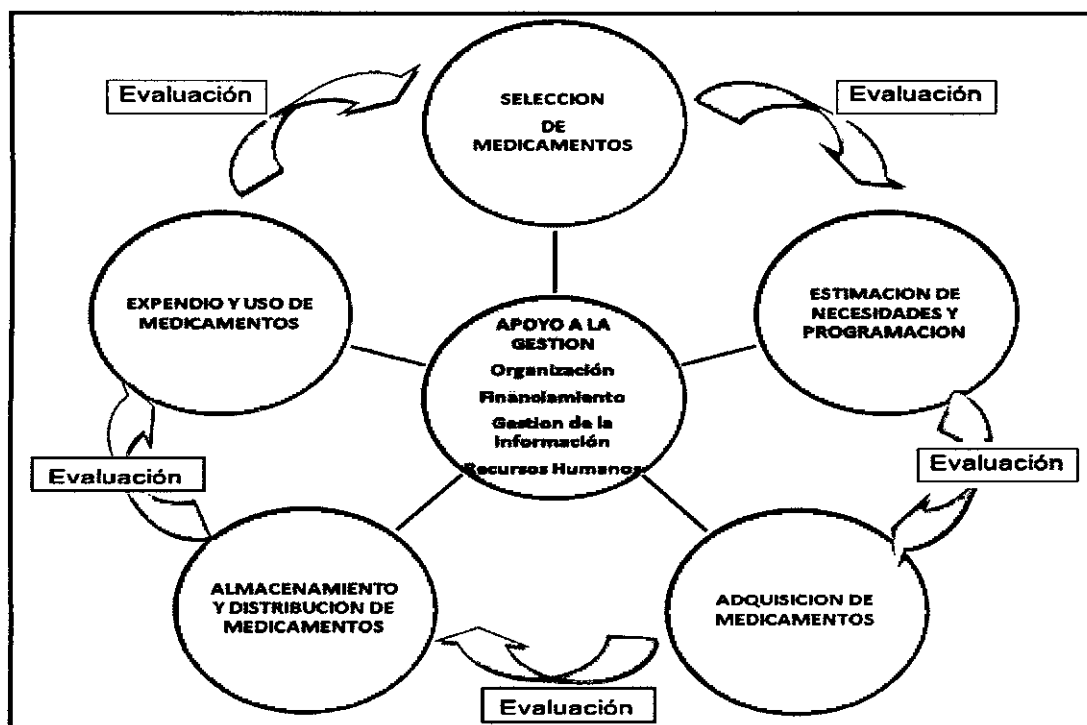 Evaluación
SELECCION
DE
MEDICAMENTOS
Evaluación
EXPENDIO Y USO DE
MEDICAMENTOS
APOYO A LA
GESTION
Organización
Financiamiento
Gestion de la
Información
Recursos Humanos
ESTIMACION DE
NECESIDADES Y
PROGRAMACION
Evaluación
Evaluación
ALMACENAMIENTO
Y DISTRIBUCION DE
MEDICAMENTOS
ADQUISICION DE
MEDICAMENTOS
Evaluación